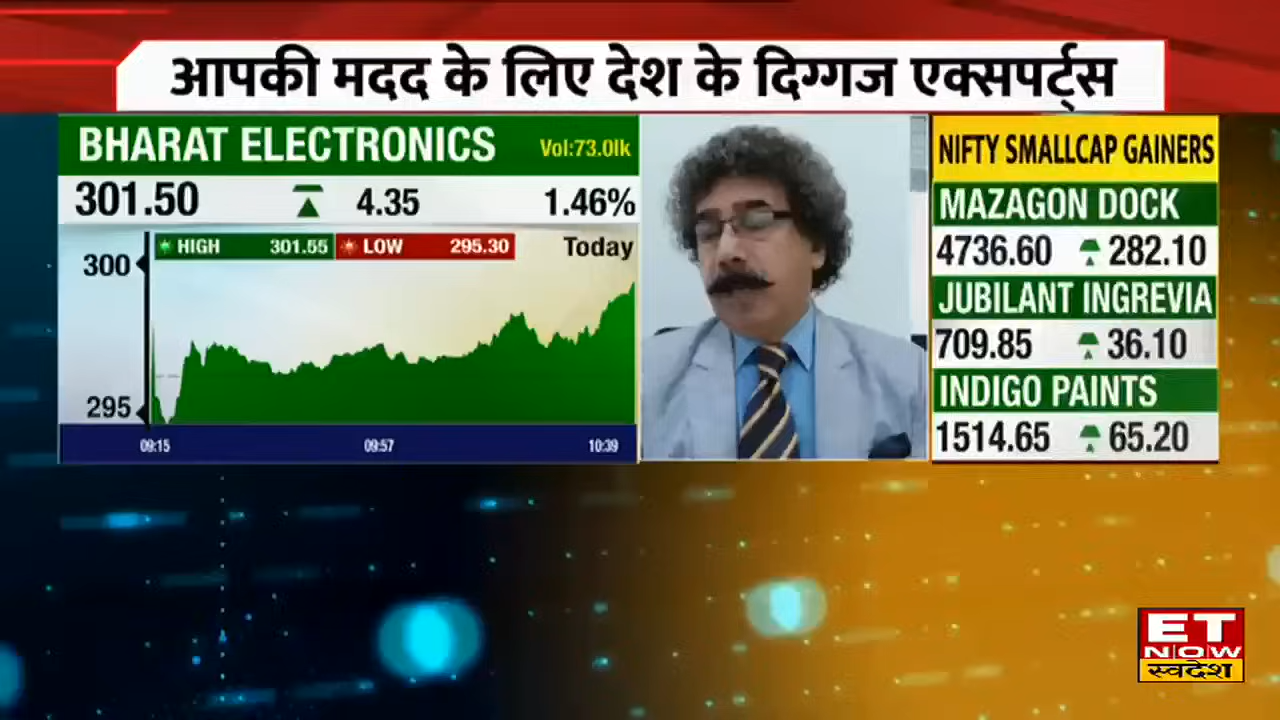 आपकी मदद के लिए देश के दिग्गज एक्सपर्ट्स
BHARAT ELECTRONICS Vol:73.0lk
301.50 4.35 1.46%
HIGH 301.55 LOW 295.30 Today
300
295
09:15 09:57 10:39
NIFTY SMALLCAP GAINERS
MAZAGON DOCK
4736.60 282.10
JUBILANT INGREVIA
709.85 36.10
INDIGO PAINTS
1514.65 65.20
ET
NOW
स्वदेश